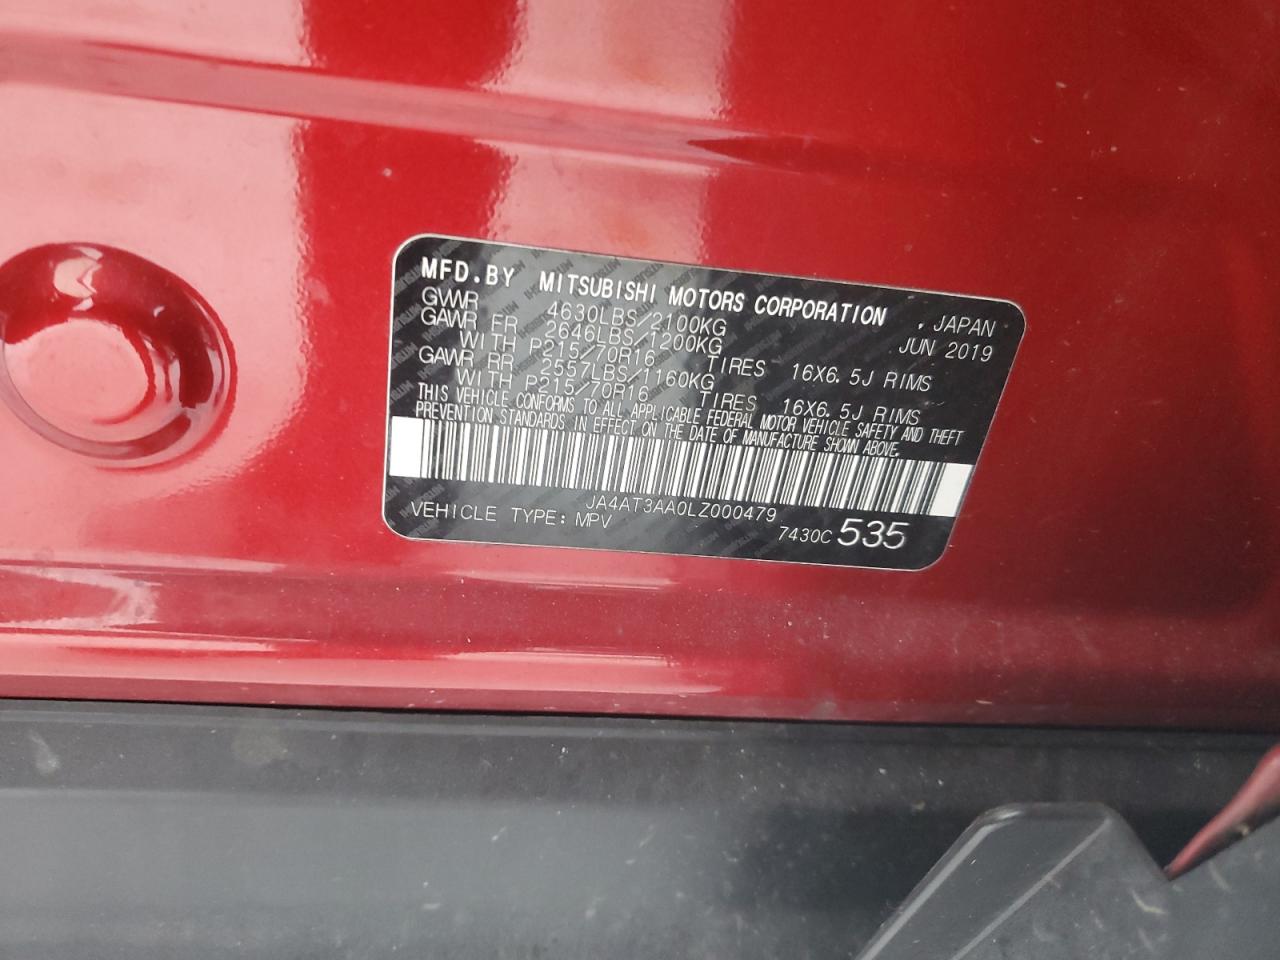 MFD.BY MITSUBISHI MOTORS CORPORATION , JAPAN
GVWR 4630LBS/2100KG JUN 2019
GAWR FR 2646LBS/1200KG
WITH P215/70R16 TIRES 16X6.5J RIMS
GAWR RR 2557LBS/1160KG
WITH P215/70R16 TIRES 16X6.5J RIMS
THIS VEHICLE CONFORMS TO ALL APPLICABLE FEDERAL MOTOR VEHICLE SAFETY AND THEFT
PREVENTION STANDARDS IN EFFECT ON THE DATE OF MANUFACTURE SHOWN ABOVE.
JA4AT3AA0LZ000479
VEHICLE TYPE: MPV 7430C 535